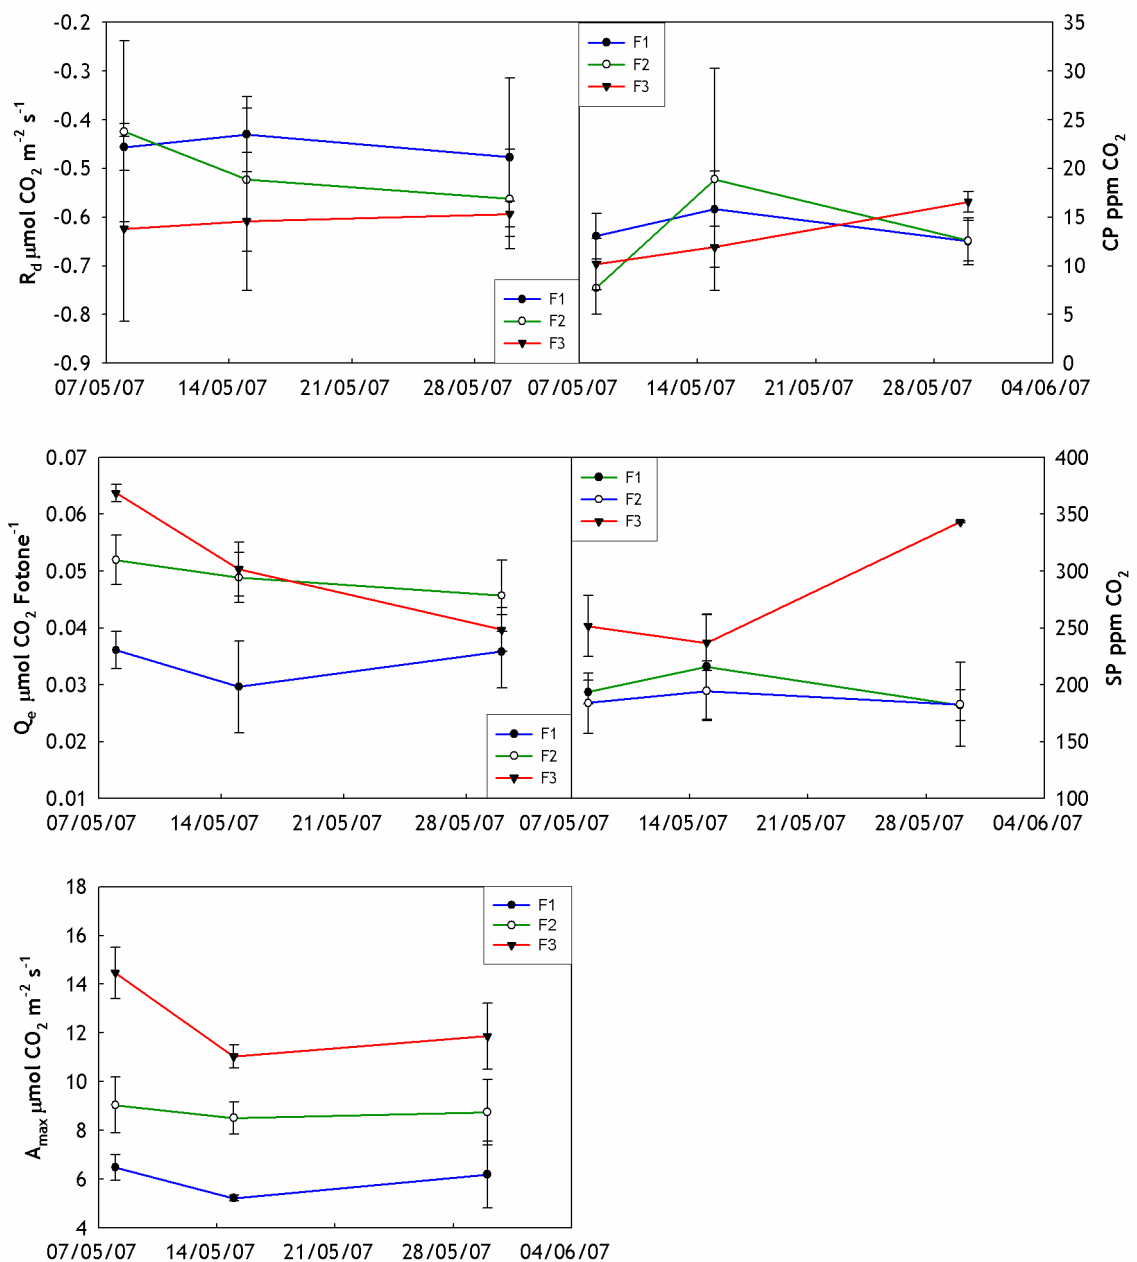 -0.2
-0.3
-0.4
-0.5
-0.6
-0.7
-0.8
-0.9
R_d μmol CO₂ m⁻² s⁻¹
F1
F2
F3
07/05/07 14/05/07 21/05/07 28/05/07
F1
F2
F3
35
30
25
20
15
10
5
0
CP ppm CO₂
07/05/07 14/05/07 21/05/07 28/05/07 04/06/07
0.07
0.06
0.05
0.04
0.03
0.02
0.01
Qₑ μmol CO₂ Fotone⁻¹
F1
F2
F3
07/05/07 14/05/07 21/05/07 28/05/07
F1
F2
F3
400
350
300
250
200
150
100
SP ppm CO₂
07/05/07 14/05/07 21/05/07 28/05/07 04/06/07
18
16
14
12
10
8
6
4
Aₘₐₓ μmol CO₂ m⁻² s⁻¹
F1
F2
F3
07/05/07 14/05/07 21/05/07 28/05/07 04/06/07